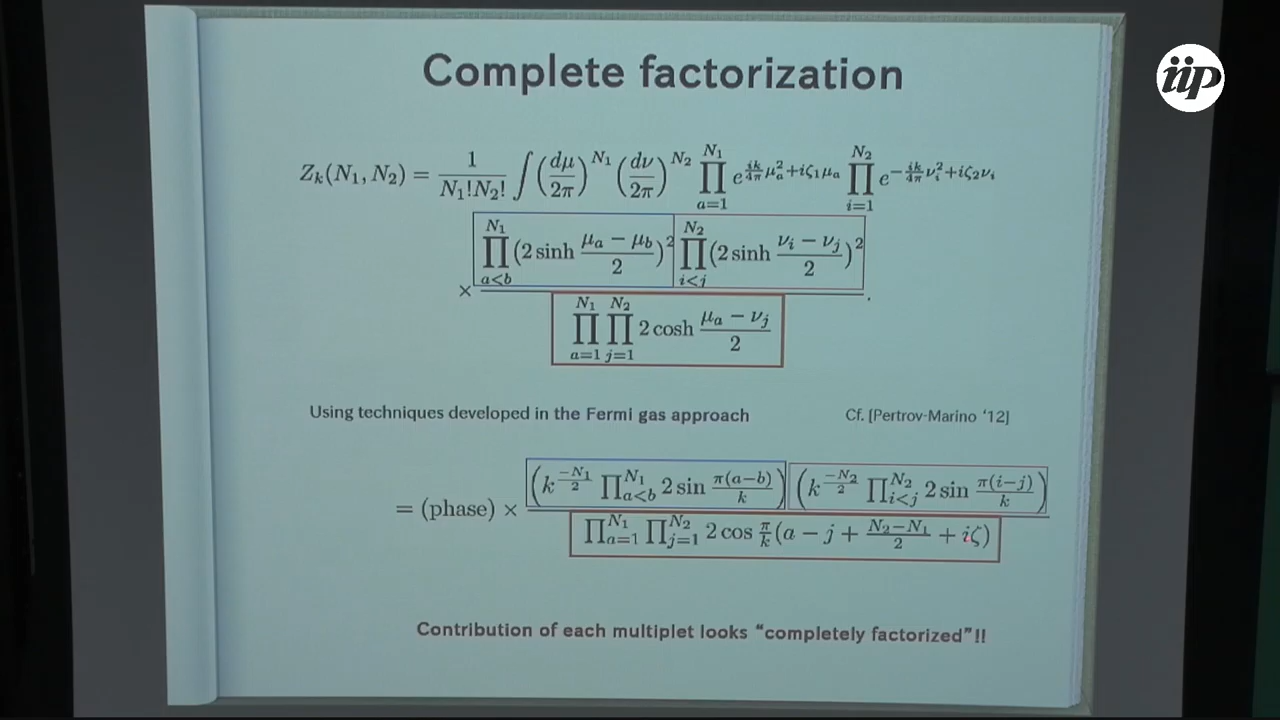 iip
Complete factorization
Z_k(N_1, N_2) = \frac{1}{N_1!N_2!} \int \left(\frac{d\mu}{2\pi}\right)^{N_1} \left(\frac{d\nu}{2\pi}\right)^{N_2} \prod_{a=1}^{N_1} e^{\frac{ik}{4\pi}\mu_a^2+i\zeta_1\mu_a} \prod_{i=1}^{N_2} e^{-\frac{ik}{4\pi}\nu_i^2+i\zeta_2\nu_i}
\times \frac{\prod_{a<b}^{N_1}(2\sinh\frac{\mu_a-\mu_b}{2})^2 \prod_{i<j}^{N_2}(2\sinh\frac{\nu_i-\nu_j}{2})^2}{\prod_{a=1}^{N_1}\prod_{j=1}^{N_2} 2\cosh\frac{\mu_a-\nu_j}{2}}.
Using techniques developed in the Fermi gas approach Cf. [Pertrov-Marino ‘12]
= (phase) \times \frac{\left(k^{\frac{-N_1}{2}} \prod_{a<b}^{N_1} 2\sin\frac{\pi(a-b)}{k}\right)\left(k^{\frac{-N_2}{2}} \prod_{i<j}^{N_2} 2\sin\frac{\pi(i-j)}{k}\right)}{\prod_{a=1}^{N_1}\prod_{j=1}^{N_2} 2\cos\frac{\pi}{k}(a-j+\frac{N_2-N_1}{2}+i\zeta)}
Contribution of each multiplet looks “completely factorized”!!